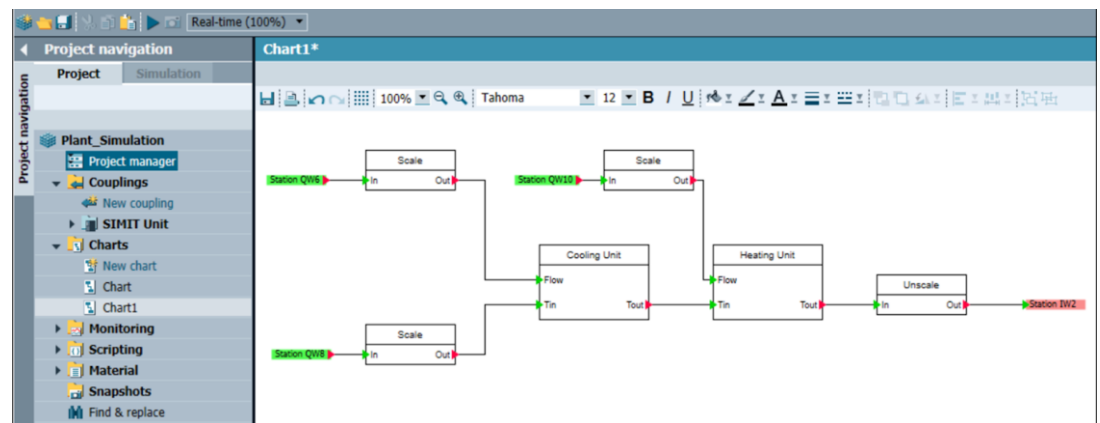 Real-time (100%)
Project navigation
Chart1*
Project navigation
Project
Simulation
100%
Tahoma
12
B
I
U
A
Plant_Simulation
Project manager
Couplings
New coupling
SIMIT Unit
Charts
New chart
Chart
Chart1
Monitoring
Scripting
Material
Snapshots
Find & replace
Scale
Station QW6
In
Out
Scale
Station QW10
In
Out
Cooling Unit
Flow
Tin
Tout
Heating Unit
Flow
Tin
Tout
Unscale
In
Out
Station IW2
Scale
Station QW8
In
Out